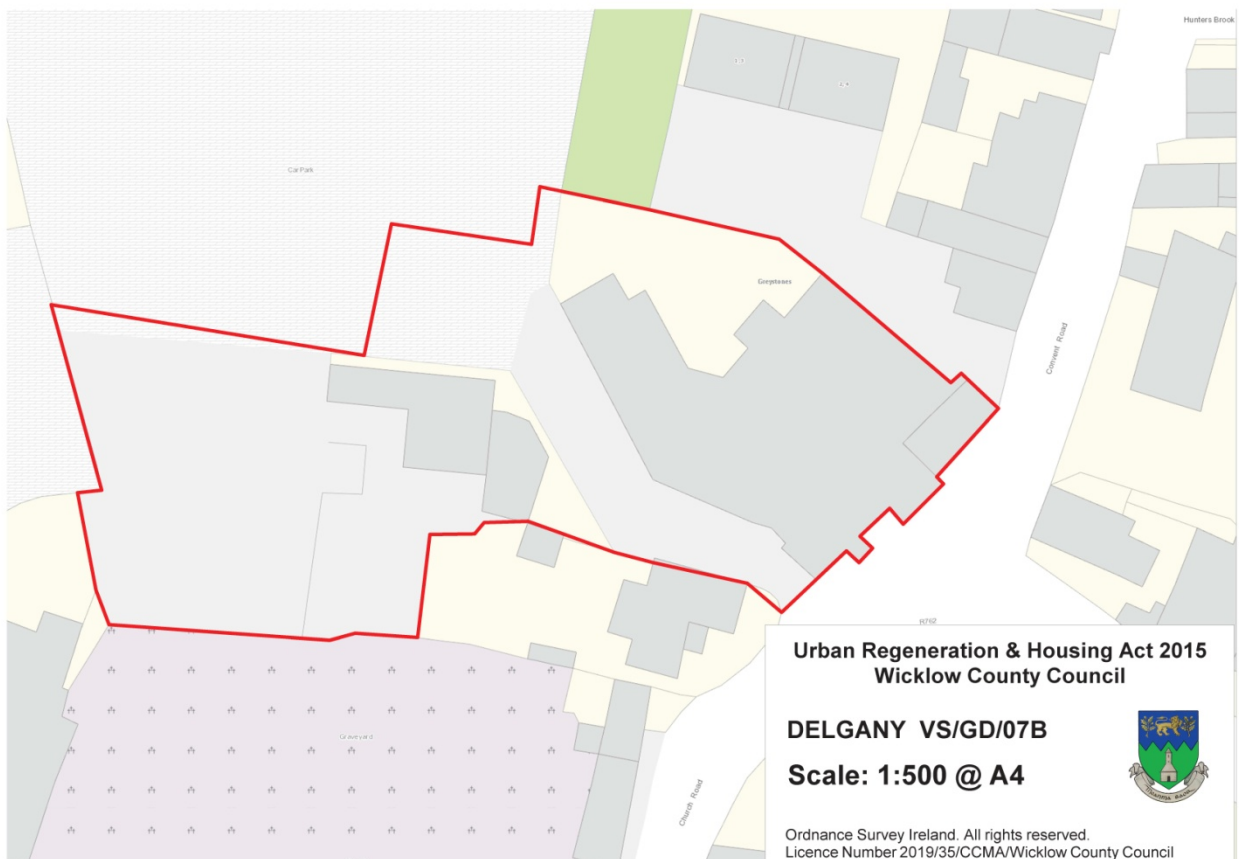 Hunters Brook
Car Park
Greystones
Convent Road
R762
Graveyard
Church Road
Urban Regeneration & Housing Act 2015
Wicklow County Council
DELGANY VS/GD/07B
Scale: 1:500 @ A4
Ordnance Survey Ireland. All rights reserved.
Licence Number 2019/35/CCMA/Wicklow County Council